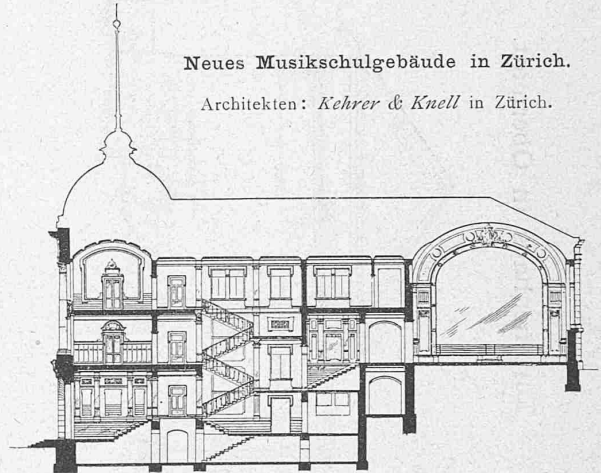 Neues Musikschulgebäude in Zürich.
Architekten: Kehrer & Knell in Zürich.